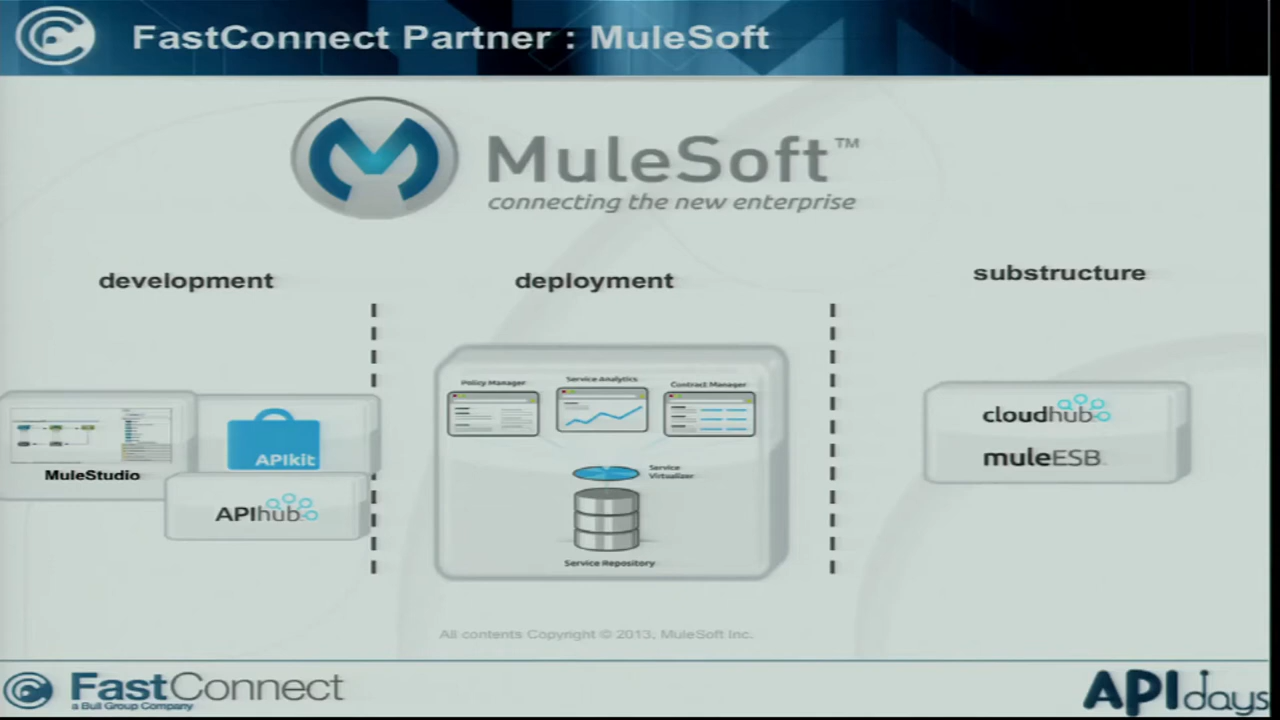 FastConnect Partner : MuleSoft
MuleSoft™
connecting the new enterprise
development
deployment
substructure
Policy Manager
Service Analytics
Contract Manager
MuleStudio
APIkit
APIhub
Service
Virtualizer
Service Repository
cloudhub
muleESB
All contents Copyright © 2013, MuleSoft Inc.
FastConnect
a Bull Group Company
APIdays